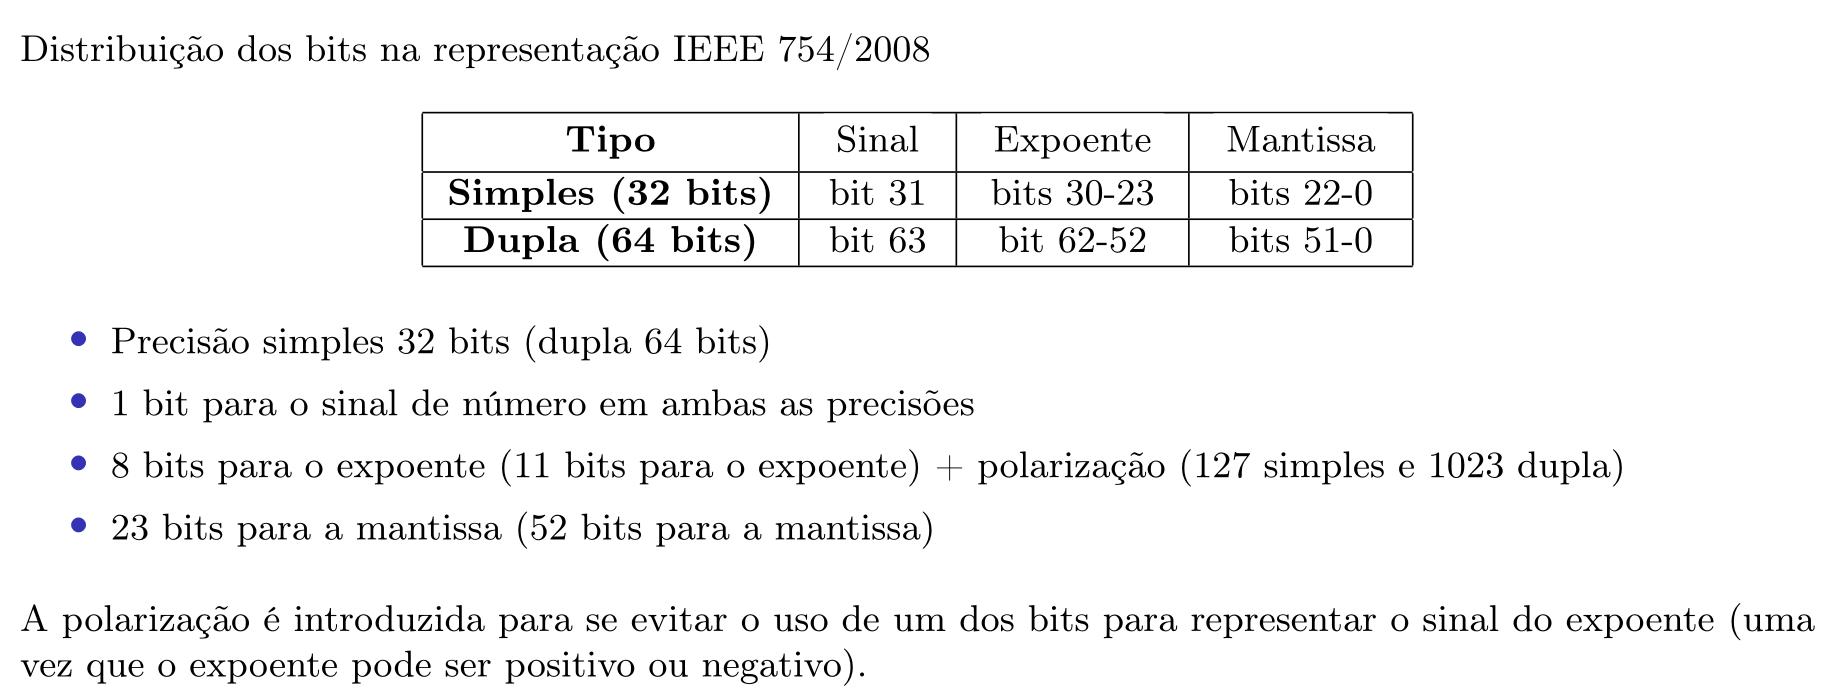 Distribuição dos bits na representação IEEE 754/2008
Tipo Sinal Expoente Mantissa
Simples (32 bits) bit 31 bits 30-23 bits 22-0
Dupla (64 bits) bit 63 bit 62-52 bits 51-0
• Precisão simples 32 bits (dupla 64 bits)
• 1 bit para o sinal de número em ambas as precisões
• 8 bits para o expoente (11 bits para o expoente) + polarização (127 simples e 1023 dupla)
• 23 bits para a mantissa (52 bits para a mantissa)
A polarização é introduzida para se evitar o uso de um dos bits para representar o sinal do expoente (uma
vez que o expoente pode ser positivo ou negativo).